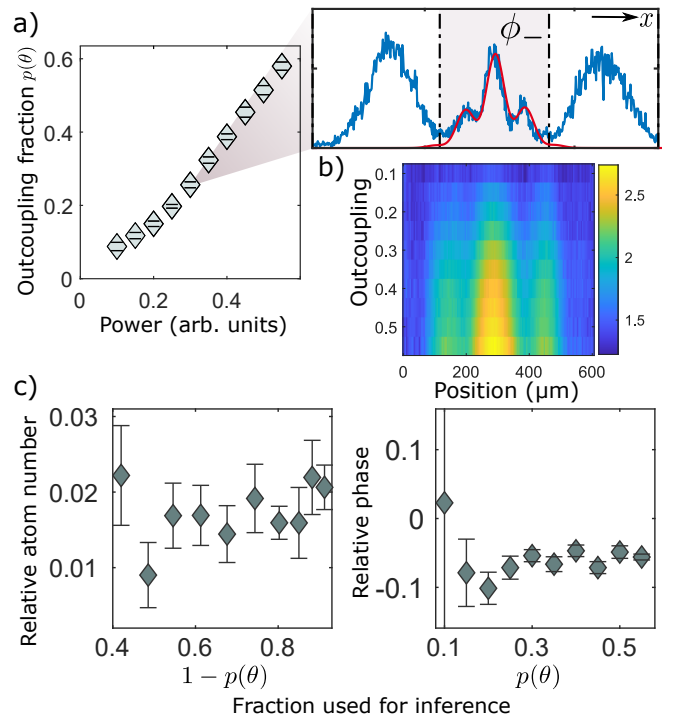 a)
Outcoupling fraction p(θ)
0.6
0.4
0.2
0
0 0.2 0.4
Power (arb. units)
ϕ− x
b)
Outcoupling
0.1
0.2
0.3
0.4
0.5
0 200 400 600
Position (µm)
2.5
2
1.5
c)
Relative atom number
0.03
0.02
0.01
0.4 0.6 0.8
1 − p(θ)
Relative phase
0.1
0
-0.1
0.1 0.3 0.5
p(θ)
Fraction used for inference